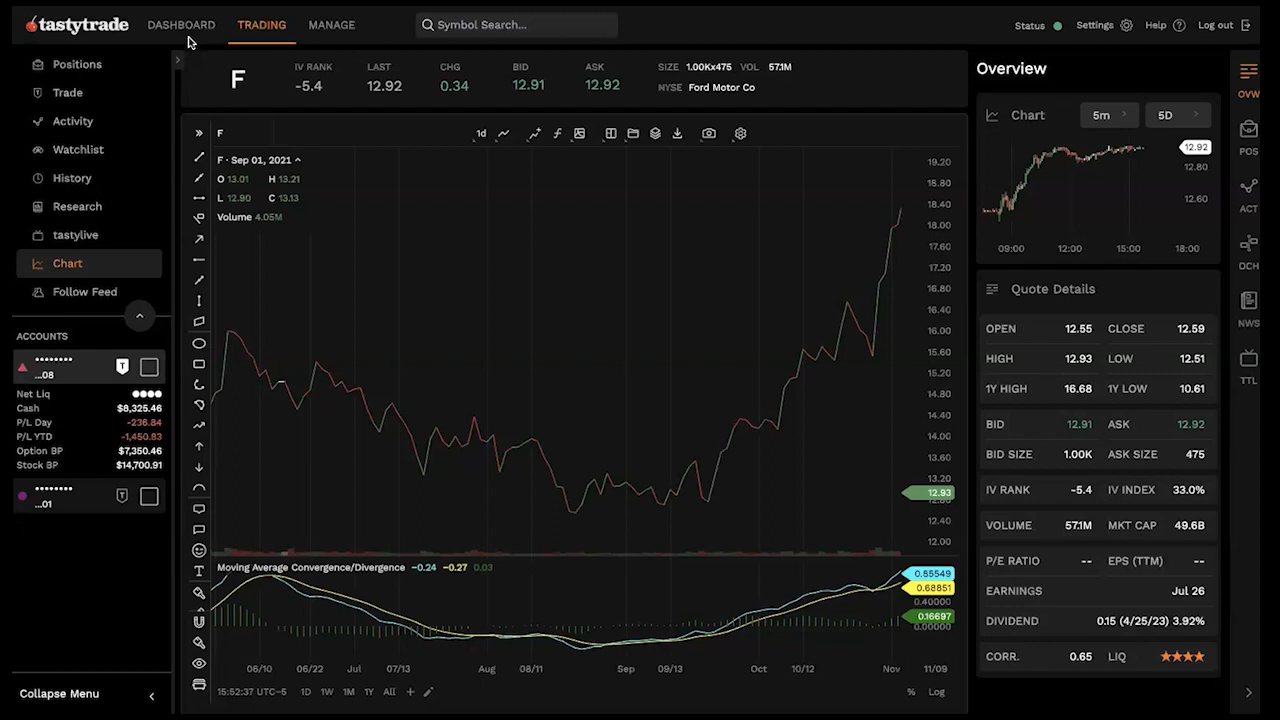 tastytrade DASHBOARD TRADING MANAGE Symbol Search... Status Settings Help Log out
Positions
Trade
Activity
Watchlist
History
Research
tastylive
Chart
Follow Feed
ACCOUNTS
...08
Net Liq
Cash $8,325.46
P/L Day -236.84
P/L YTD -1,450.83
Option BP $7,350.46
Stock BP $14,700.91
...01
Collapse Menu
F
IV RANK LAST CHG BID ASK
-5.4 12.92 0.34 12.91 12.92
SIZE 1.00Kx475 VOL 57.1M
NYSE Ford Motor Co
F 1d
F · Sep 01, 2021
O 13.01 H 13.21
L 12.90 C 13.13
Volume 4.05M
19.20
18.80
18.40
18.00
17.60
17.20
16.80
16.40
16.00
15.60
15.20
14.80
14.40
14.00
13.60
13.20
12.93
12.80
12.40
12.00
Moving Average Convergence/Divergence -0.24 -0.27 0.03
0.85549
0.68851
0.40000
0.16697
0.00000
06/10 06/22 Jul 07/13 Aug 08/11 Sep 09/13 Oct 10/12 Nov 11/09
15:52:37 UTC-5 1D 1W 1M 1Y All % Log
Overview
Chart 5m 5D
12.92
12.80
12.60
09:00 12:00 15:00 18:00
Quote Details
OPEN 12.55 CLOSE 12.59
HIGH 12.93 LOW 12.51
1Y HIGH 16.68 1Y LOW 10.61
BID 12.91 ASK 12.92
BID SIZE 1.00K ASK SIZE 475
IV RANK -5.4 IV INDEX 33.0%
VOLUME 57.1M MKT CAP 49.6B
P/E RATIO -- EPS (TTM) --
EARNINGS Jul 26
DIVIDEND 0.15 (4/25/23) 3.92%
CORR. 0.65 LIQ
OVW
POS
ACT
OCH
NWS
TTL